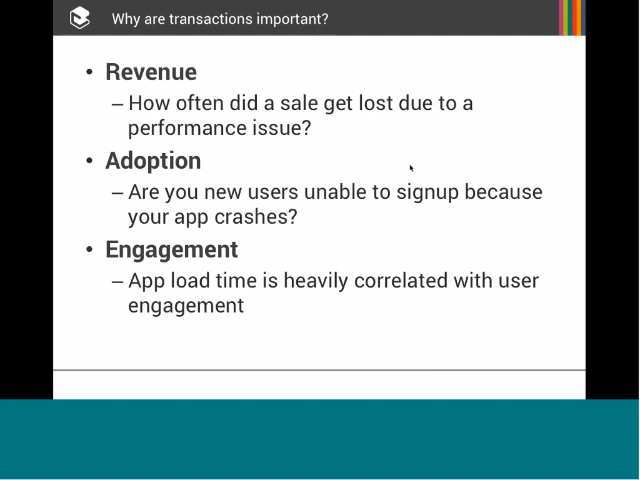 Why are transactions important?
• Revenue
– How often did a sale get lost due to a
performance issue?
• Adoption
– Are you new users unable to signup because
your app crashes?
• Engagement
– App load time is heavily correlated with user
engagement